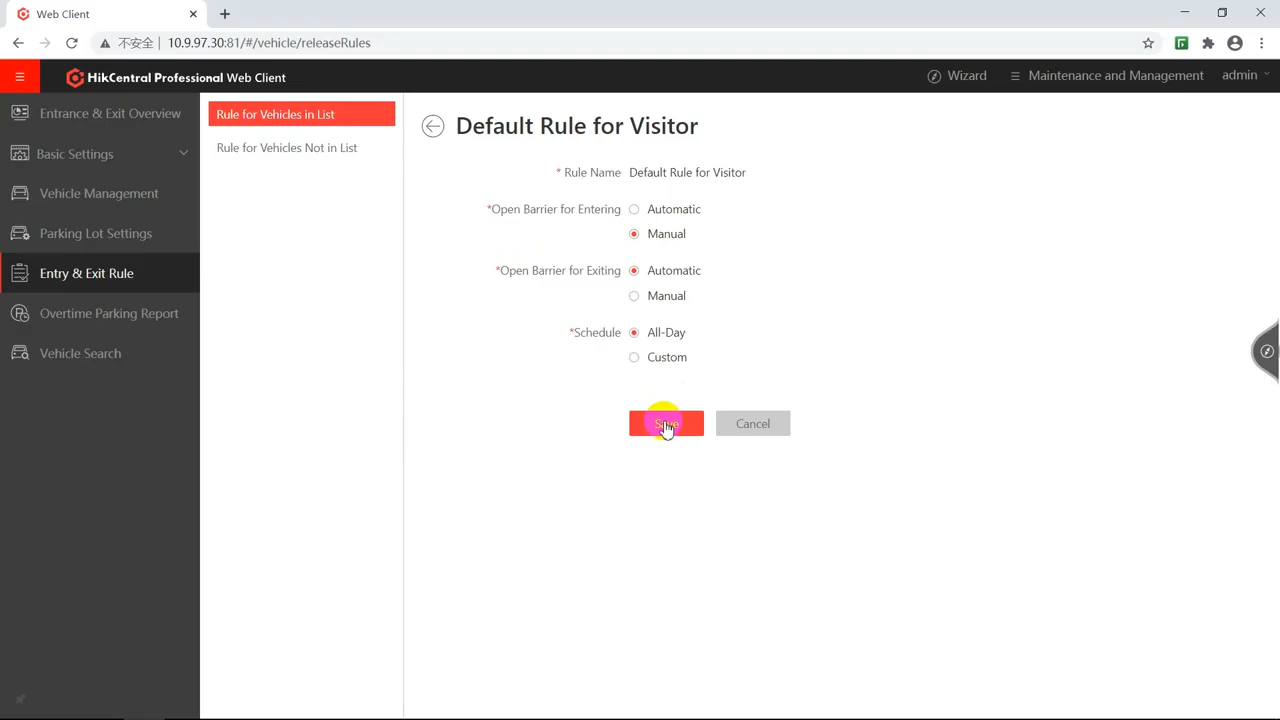 Web Client
不安全 10.9.97.30:81/#/vehicle/releaseRules
HikCentral Professional Web Client
Wizard
Maintenance and Management
admin
Entrance & Exit Overview
Basic Settings
Vehicle Management
Parking Lot Settings
Entry & Exit Rule
Overtime Parking Report
Vehicle Search
Rule for Vehicles in List
Rule for Vehicles Not in List
Default Rule for Visitor
* Rule Name Default Rule for Visitor
*Open Barrier for Entering Automatic
Manual
*Open Barrier for Exiting Automatic
Manual
*Schedule All-Day
Custom
Save Cancel